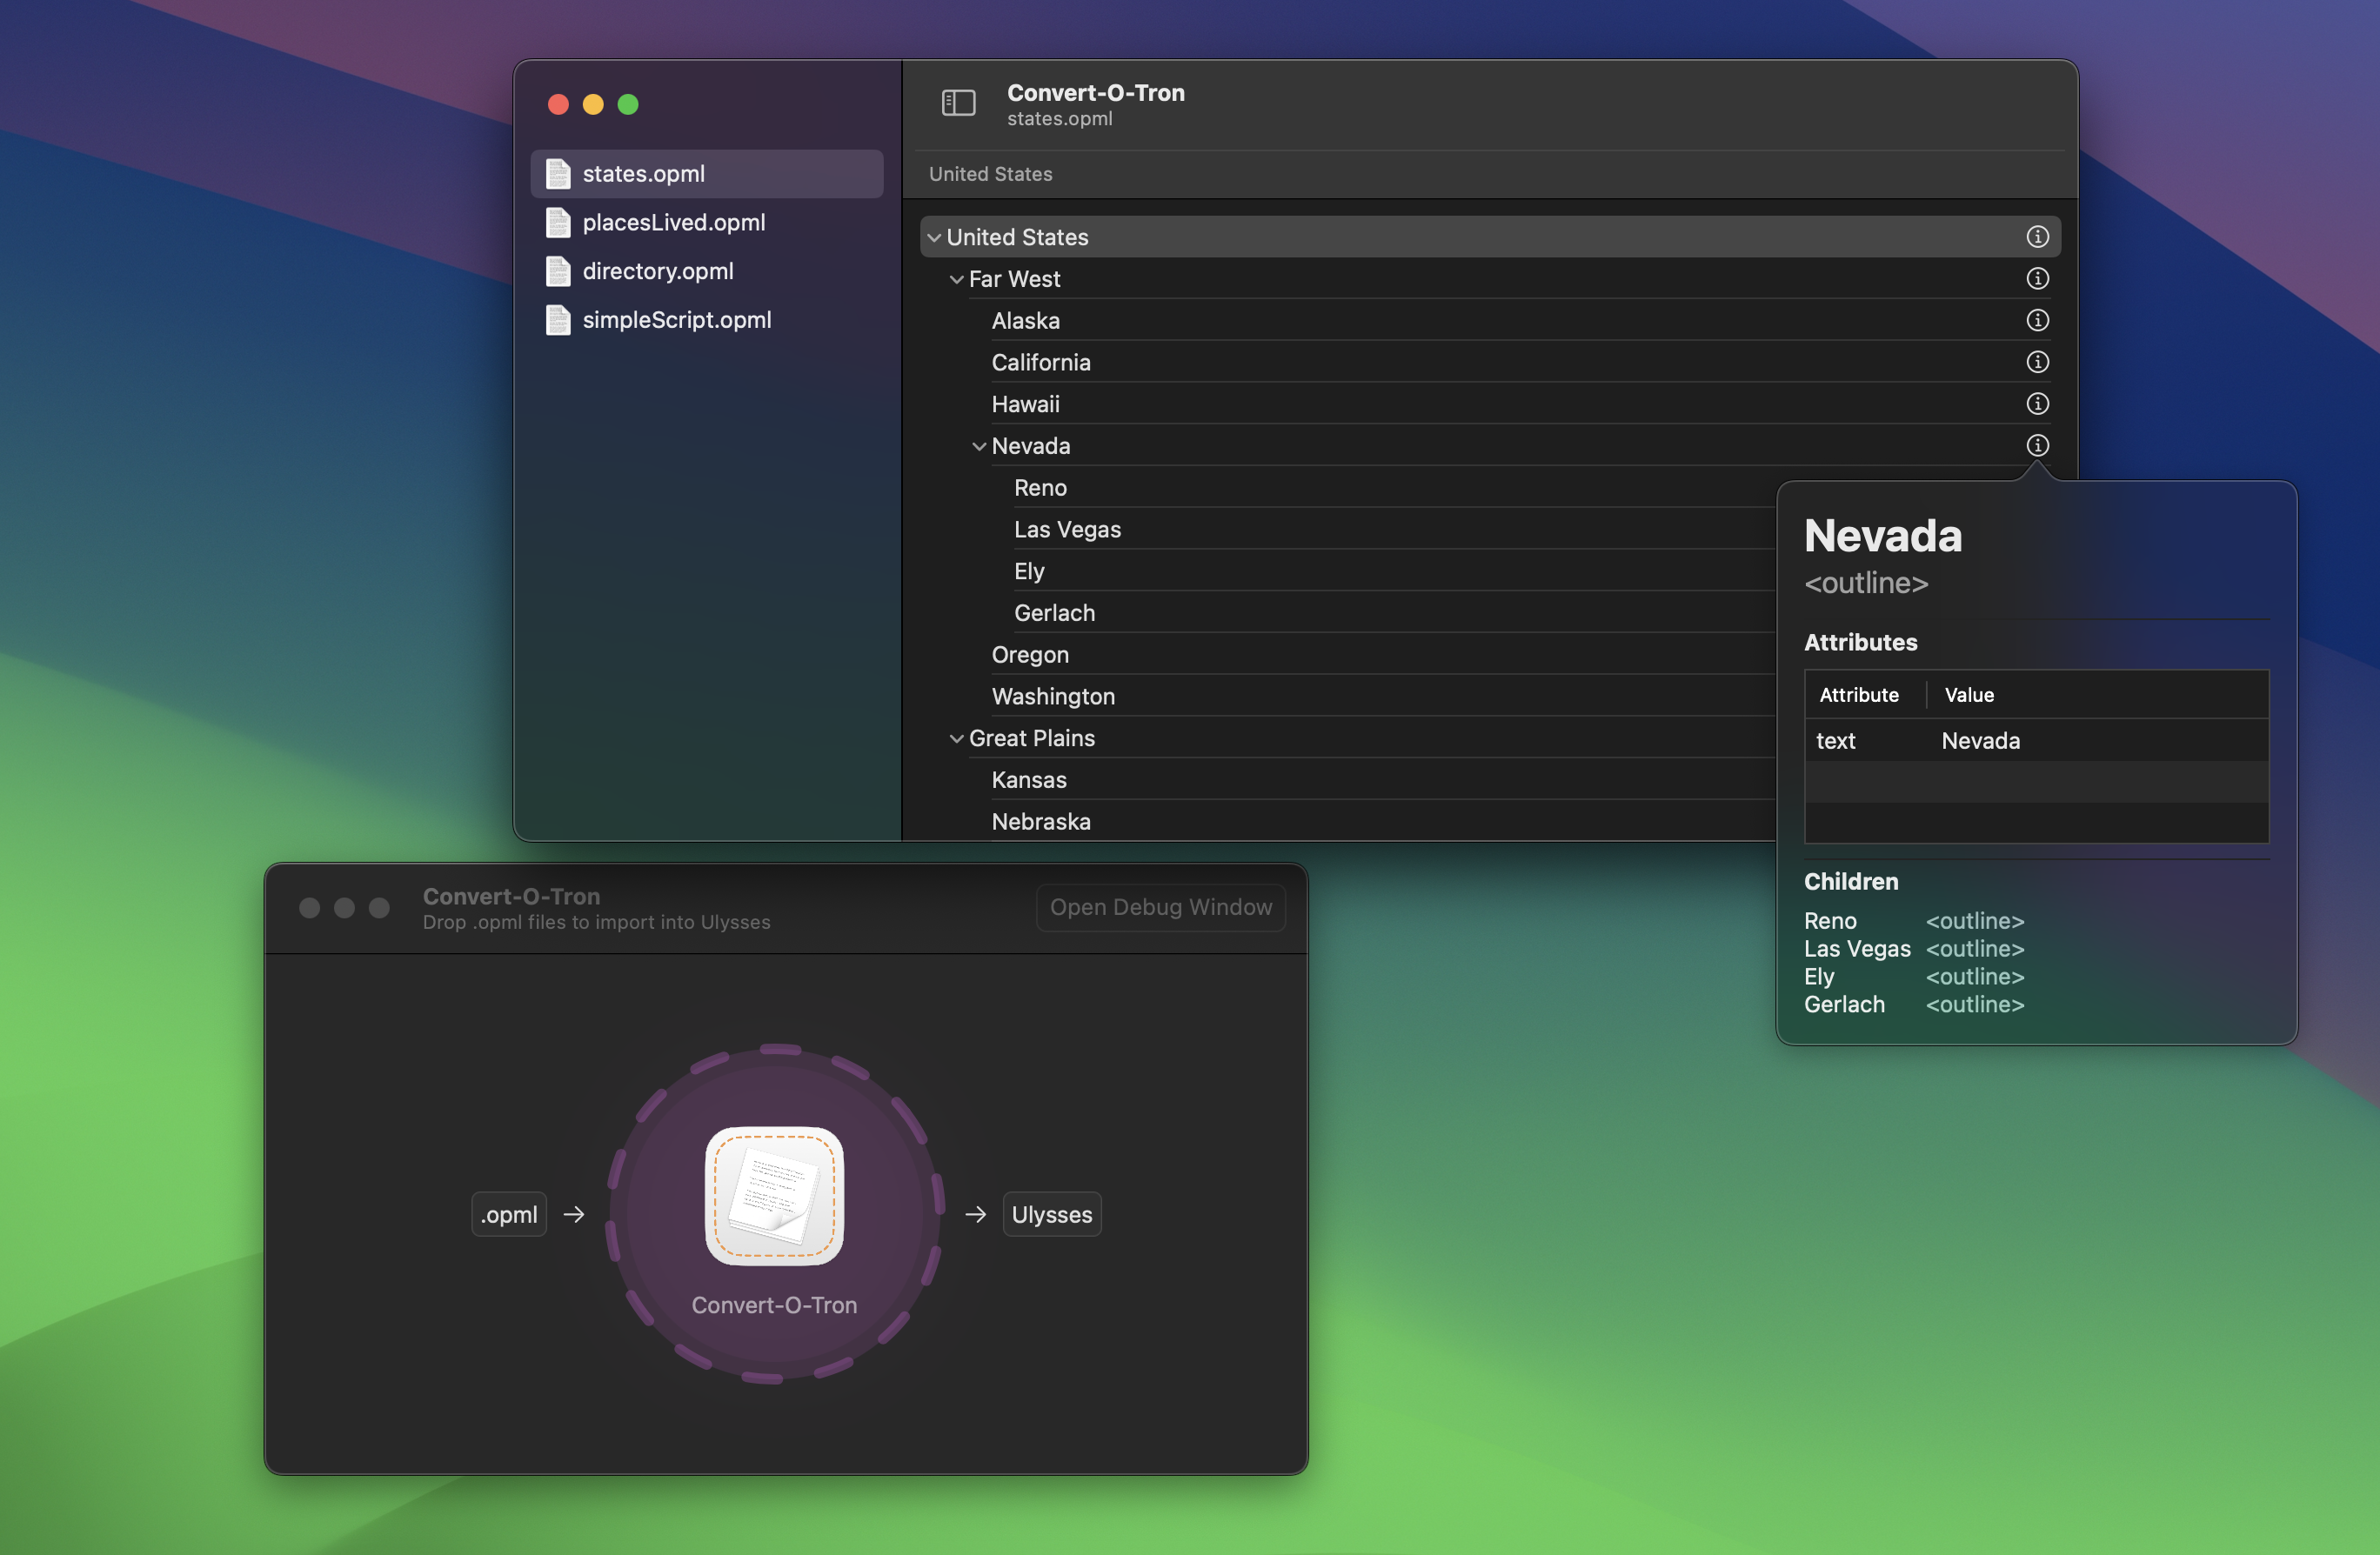 Convert-O-Tron
states.opml
states.opml
placesLived.opml
directory.opml
simpleScript.opml
United States
United States
Far West
Alaska
California
Hawaii
Nevada
Reno
Las Vegas
Ely
Gerlach
Oregon
Washington
Great Plains
Kansas
Nebraska
Nevada
<outline>
Attributes
Attribute Value
text Nevada
Children
Reno <outline>
Las Vegas <outline>
Ely <outline>
Gerlach <outline>
Convert-O-Tron
Drop .opml files to import into Ulysses
Open Debug Window
.opml → → Ulysses
Convert-O-Tron